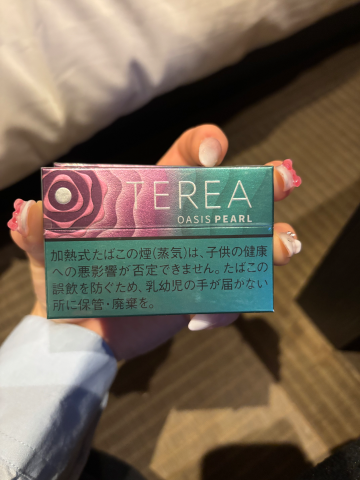 TEREA
OASIS PEARL
加熱式たばこの煙(蒸気)は、子供の健康
への悪影響が否定できません。たばこの
誤飲を防ぐため、乳幼児の手が届かない
所に保管・廃棄を。